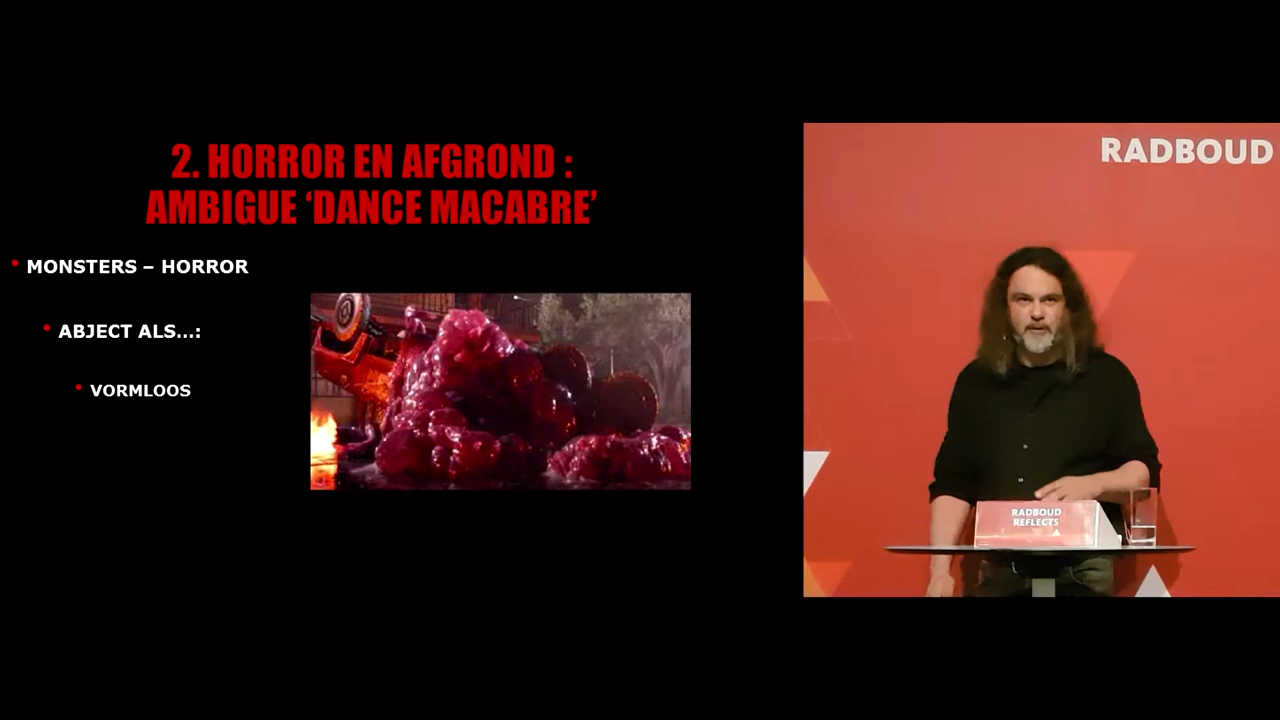 2. HORROR EN AFGROND :
AMBIGUE ‘DANCE MACABRE’
• MONSTERS – HORROR
• ABJECT ALS...:
• VORMLOOS
RADBOUD
RADBOUD
REFLECTS